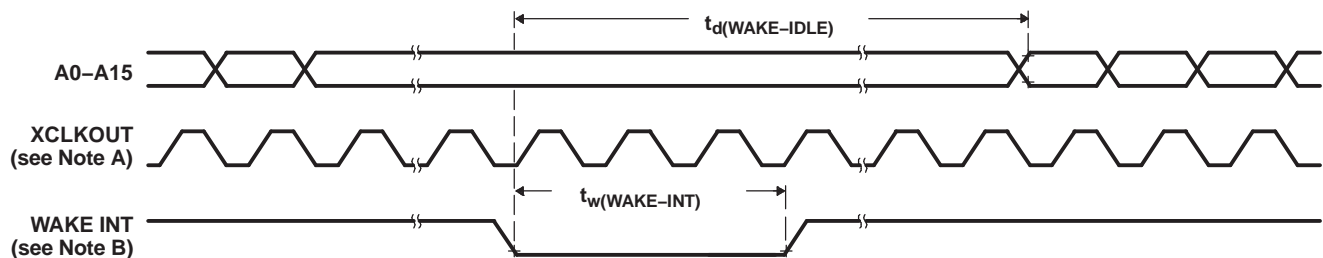 td(WAKE–IDLE)
A0–A15
XCLKOUT
(see Note A)
tw(WAKE–INT)
WAKE INT
(see Note B)